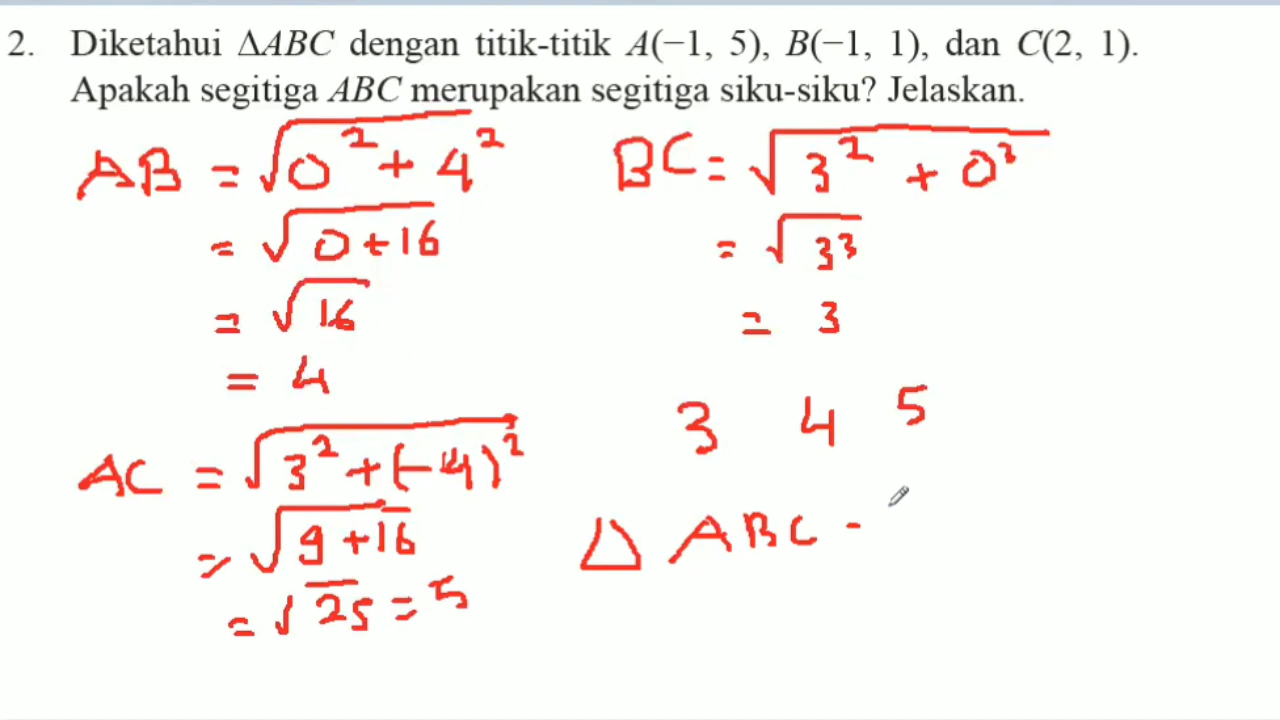 2. Diketahui ΔABC dengan titik-titik A(−1, 5), B(−1, 1), dan C(2, 1).
Apakah segitiga ABC merupakan segitiga siku-siku? Jelaskan.
AB = √(0² + 4²)
= √(0+16)
= √16
= 4
AC = √(3² + (-4)²)
= √(9+16)
= √25 = 5
BC = √(3² + 0²)
= √3²
= 3
3 4 5
Δ ABC -